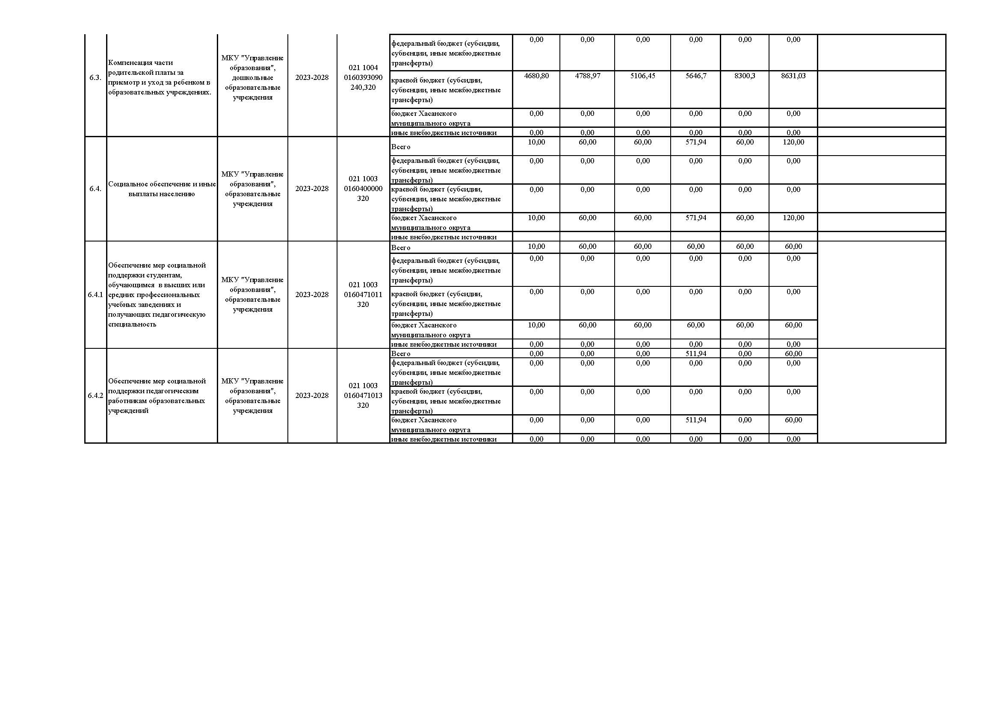 6.3.
Компенсация части
родительской платы за
присмотр и уход за ребенком в
образовательных учреждениях.
МКУ "Управление
образования",
дошкольные
образовательные
учреждения
2023-2028
021 1004
0160393090
240,320
федеральный бюджет (субсидии,
субвенции, иные межбюджетные
трансферты)
0,00 0,00 0,00 0,00 0,00 0,00
краевой бюджет (субсидии,
субвенции, иные межбюджетные
трансферты)
4680,80 4788,97 5106,45 5646,7 8300,3 8631,03
бюджет Хасанского
муниципального округа
0,00 0,00 0,00 0,00 0,00 0,00
иные внебюджетные источники 0,00 0,00 0,00 0,00 0,00 0,00
6.4.
Социальное обеспечение и иные
выплаты населению
МКУ "Управление
образования",
образовательные
учреждения
2023-2028
021 1003
0160400000
320
Всего 10,00 60,00 60,00 571,94 60,00 120,00
федеральный бюджет (субсидии,
субвенции, иные межбюджетные
трансферты)
0,00 0,00 0,00 0,00 0,00 0,00
краевой бюджет (субсидии,
субвенции, иные межбюджетные
трансферты)
0,00 0,00 0,00 0,00 0,00 0,00
бюджет Хасанского
муниципального округа
10,00 60,00 60,00 571,94 60,00 120,00
иные внебюджетные источники
6.4.1
Обеспечение мер социальной
поддержки студентам,
обучающимся в высших или
средних профессиональных
учебных заведениях и
получающих педагогическую
специальность
МКУ "Управление
образования",
образовательные
учреждения
2023-2028
021 1003
0160471011
320
Всего 10,00 60,00 60,00 60,00 60,00 60,00
федеральный бюджет (субсидии,
субвенции, иные межбюджетные
трансферты)
0,00 0,00 0,00 0,00 0,00 0,00
краевой бюджет (субсидии,
субвенции, иные межбюджетные
трансферты)
0,00 0,00 0,00 0,00 0,00 0,00
бюджет Хасанского
муниципального округа
10,00 60,00 60,00 60,00 60,00 60,00
иные внебюджетные источники 0,00 0,00 0,00 0,00 0,00 0,00
6.4.2
Обеспечение мер социальной
поддержки педагогическим
работникам образовательных
учреждений
МКУ "Управление
образования",
образовательные
учреждения
2023-2028
021 1003
0160471013
320
Всего 0,00 0,00 0,00 511,94 0,00 60,00
федеральный бюджет (субсидии,
субвенции, иные межбюджетные
трансферты)
0,00 0,00 0,00 0,00 0,00 0,00
краевой бюджет (субсидии,
субвенции, иные межбюджетные
трансферты)
0,00 0,00 0,00 0,00 0,00 0,00
бюджет Хасанского
муниципального округа
0,00 0,00 0,00 511,94 0,00 60,00
иные внебюджетные источники 0,00 0,00 0,00 0,00 0,00 0,00